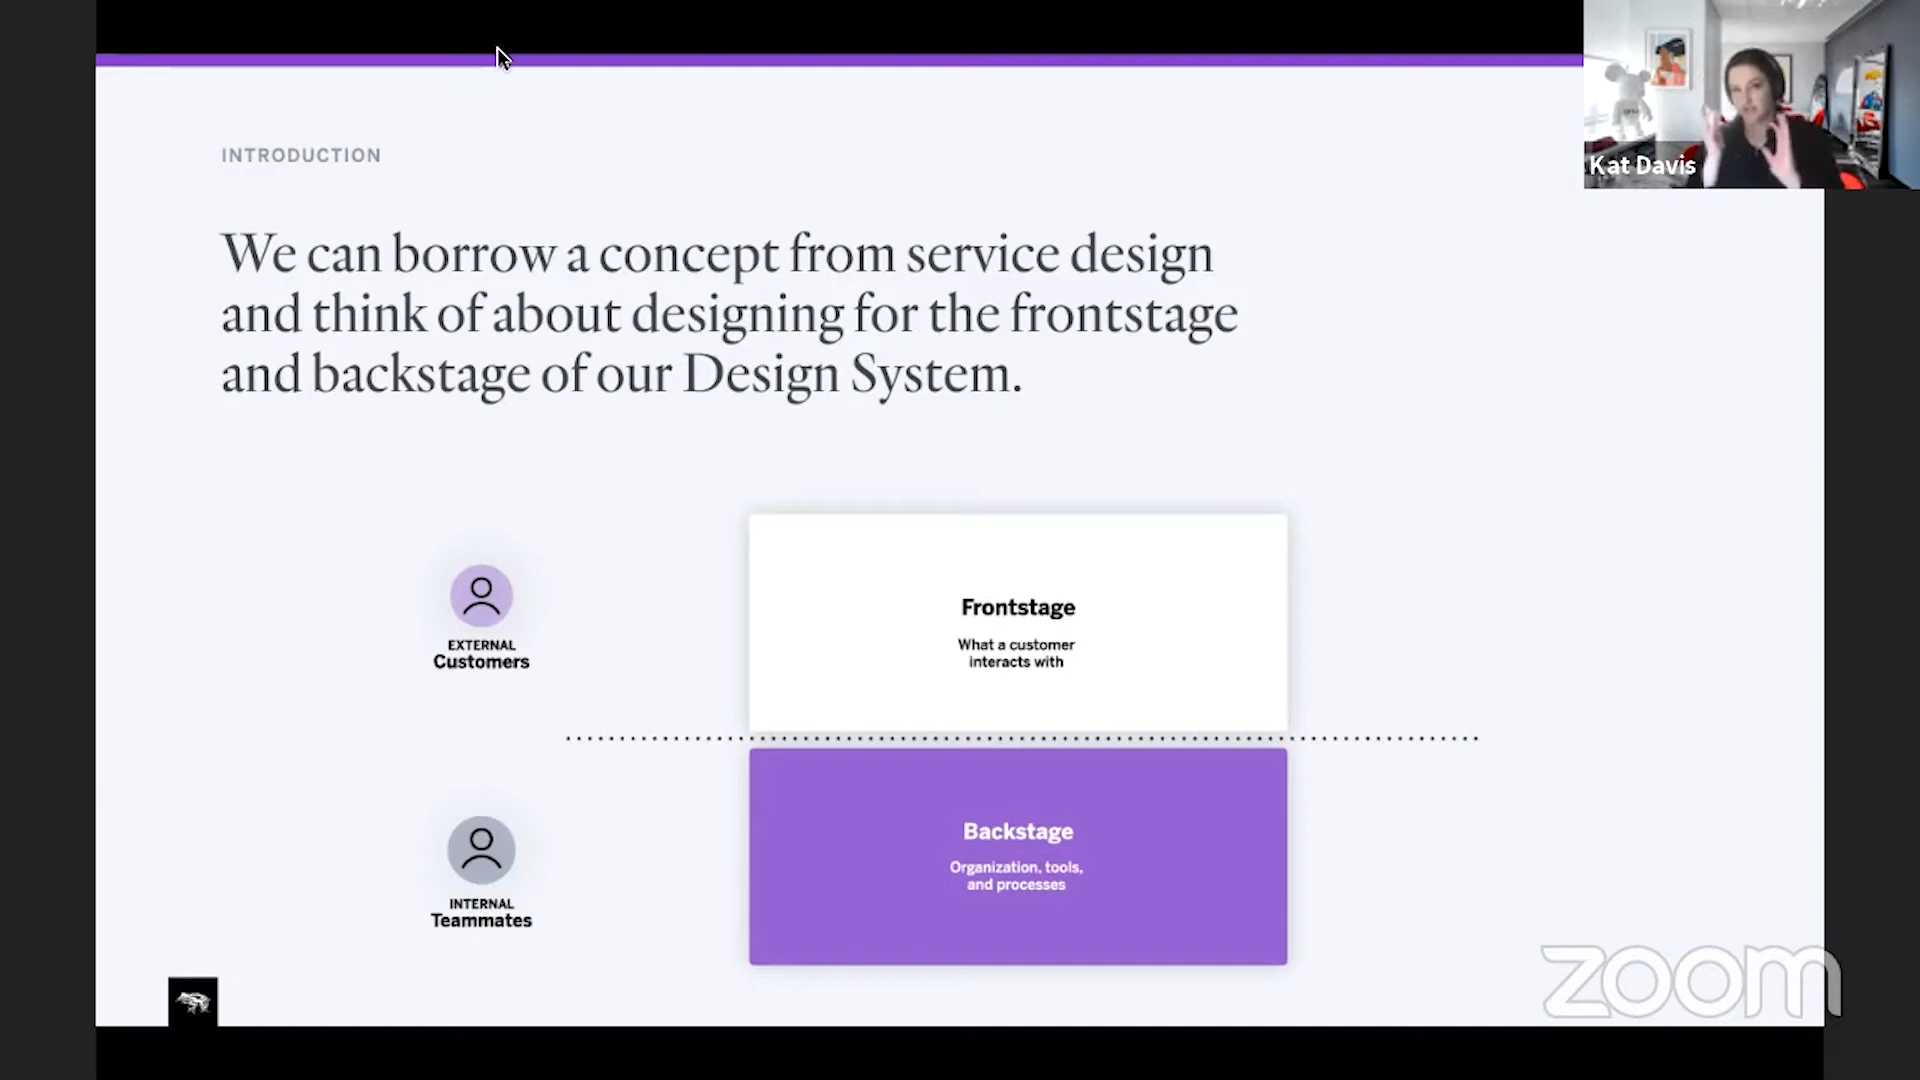 INTRODUCTION
We can borrow a concept from service design
and think of about designing for the frontstage
and backstage of our Design System.
EXTERNAL
Customers
Frontstage
What a customer
interacts with
INTERNAL
Teammates
Backstage
Organization, tools,
and processes
Kat Davis
zoom